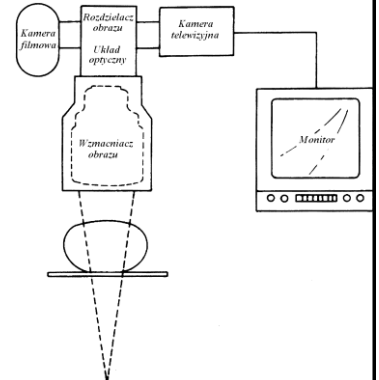 Kamera
filmowa
Rozdzielacz
obrazu
Układ
optyczny
Kamera
telewizyjna
Wzmacniacz
obrazu
Monitor